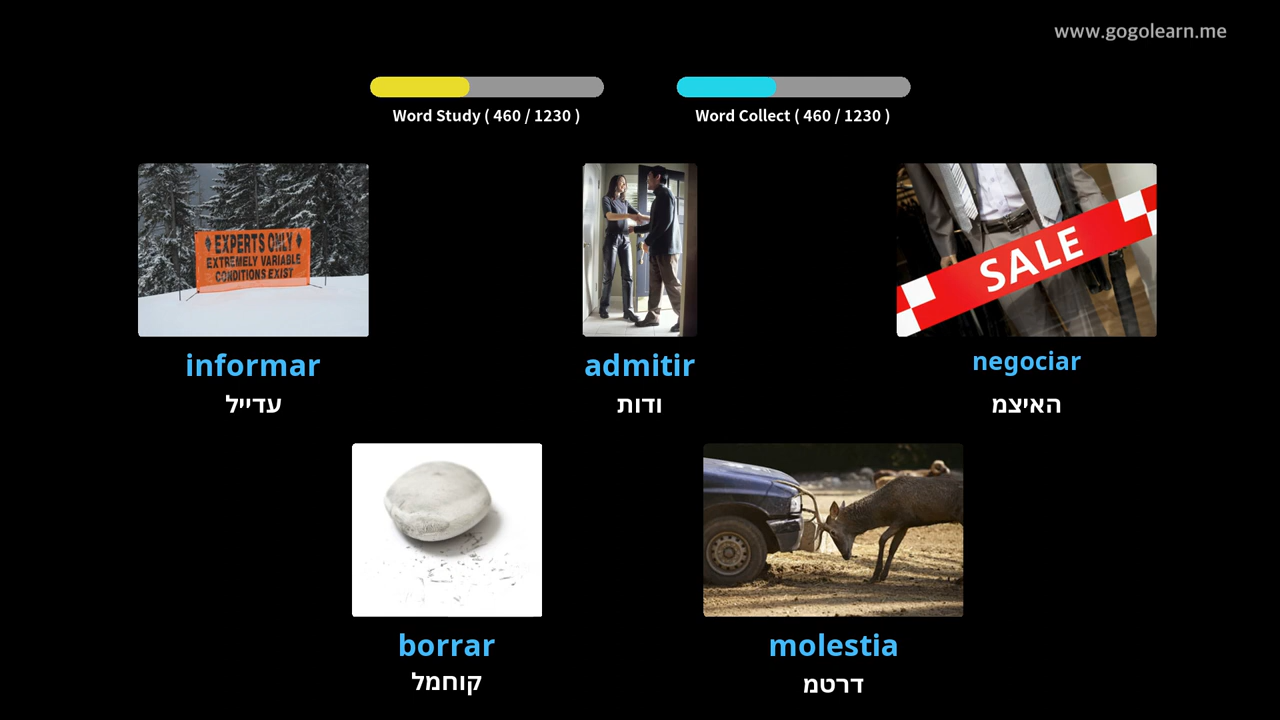 www.gogolearn.me
Word Study ( 460 / 1230 )
Word Collect ( 460 / 1230 )
EXPERTS ONLY
EXTREMELY VARIABLE
CONDITIONS EXIST
SALE
informar
עדייל
admitir
ודות
negociar
האיצמ
borrar
קוחמל
molestia
דרטמ